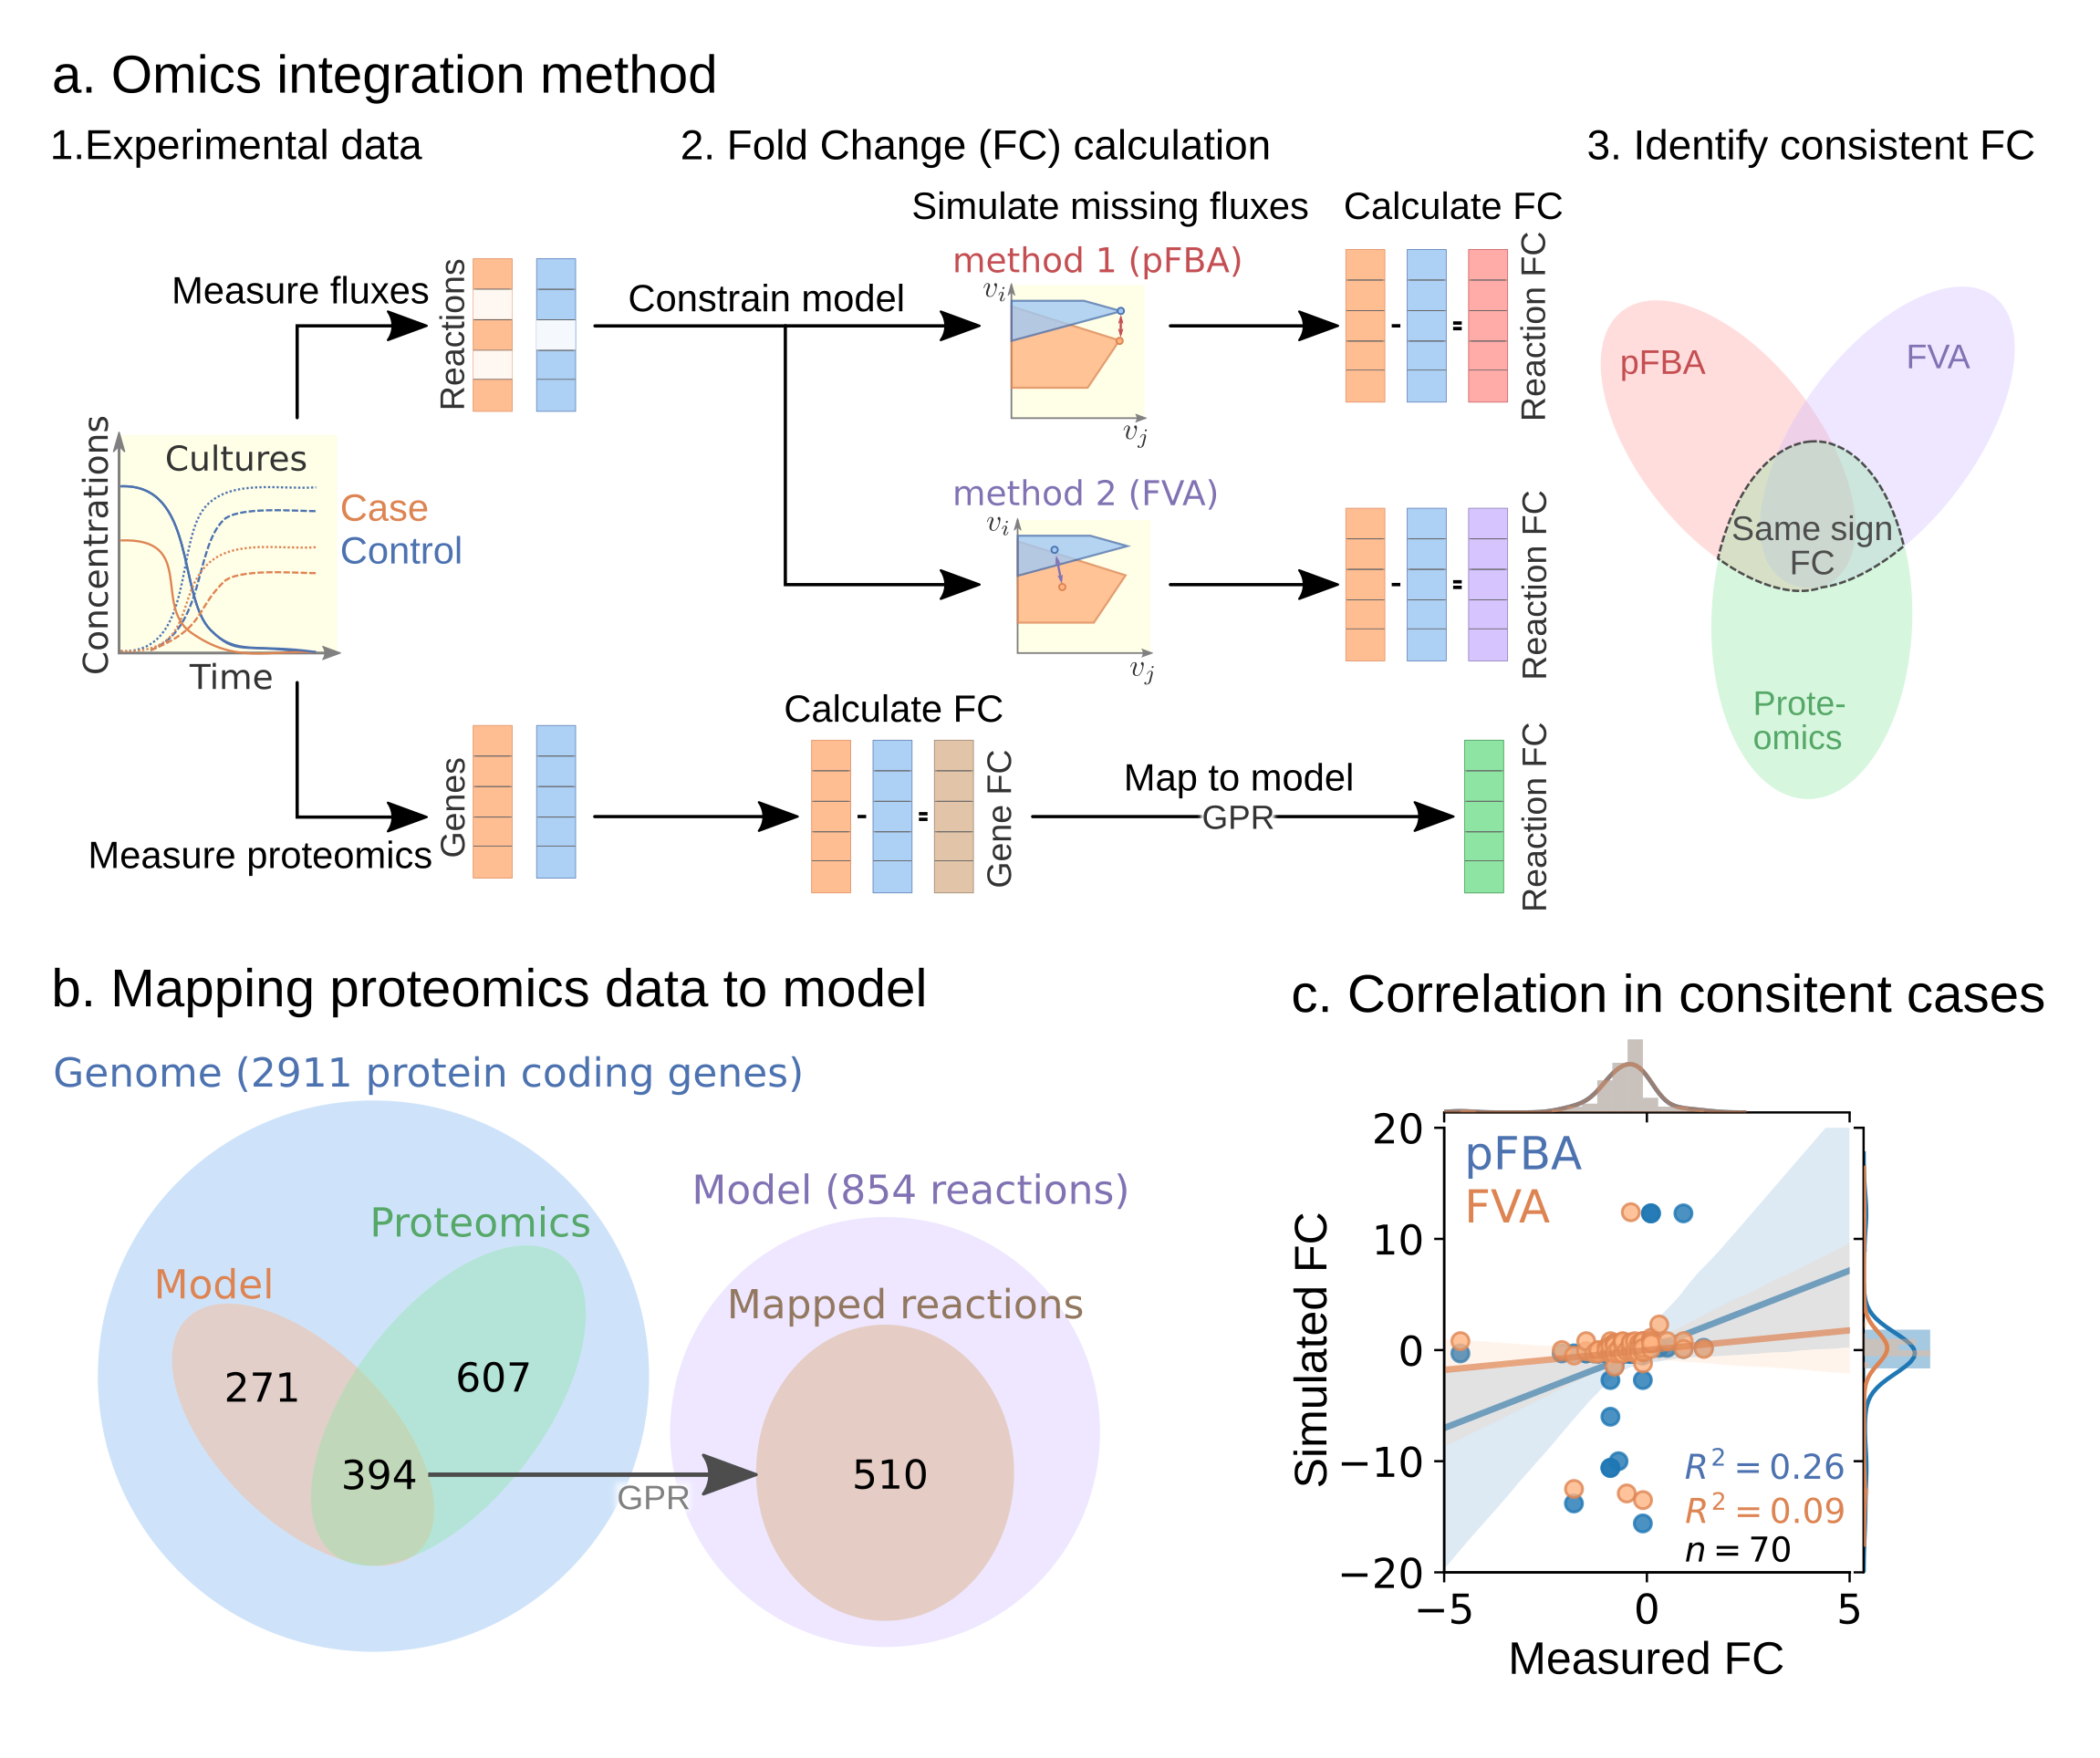 a. Omics integration method
1.Experimental data
2. Fold Change (FC) calculation
3. Identify consistent FC
Simulate missing fluxes
Calculate FC
Measure fluxes
Reactions
Constrain model
method 1 (pFBA)
v_i
v_j
- =
Reaction FC
pFBA
FVA
Same sign
FC
Prote-
omics
Concentrations
Cultures
Case
Control
Time
method 2 (FVA)
v_i
v_j
- =
Reaction FC
Measure proteomics
Genes
Calculate FC
- =
Gene FC
Map to model
GPR
Reaction FC
b. Mapping proteomics data to model
Genome (2911 protein coding genes)
Proteomics
Model
271
607
394
GPR
Model (854 reactions)
Mapped reactions
510
c. Correlation in consitent cases
pFBA
FVA
Simulated FC
20
10
0
−10
−20
R² = 0.26
R² = 0.09
n = 70
−5
0
5
Measured FC